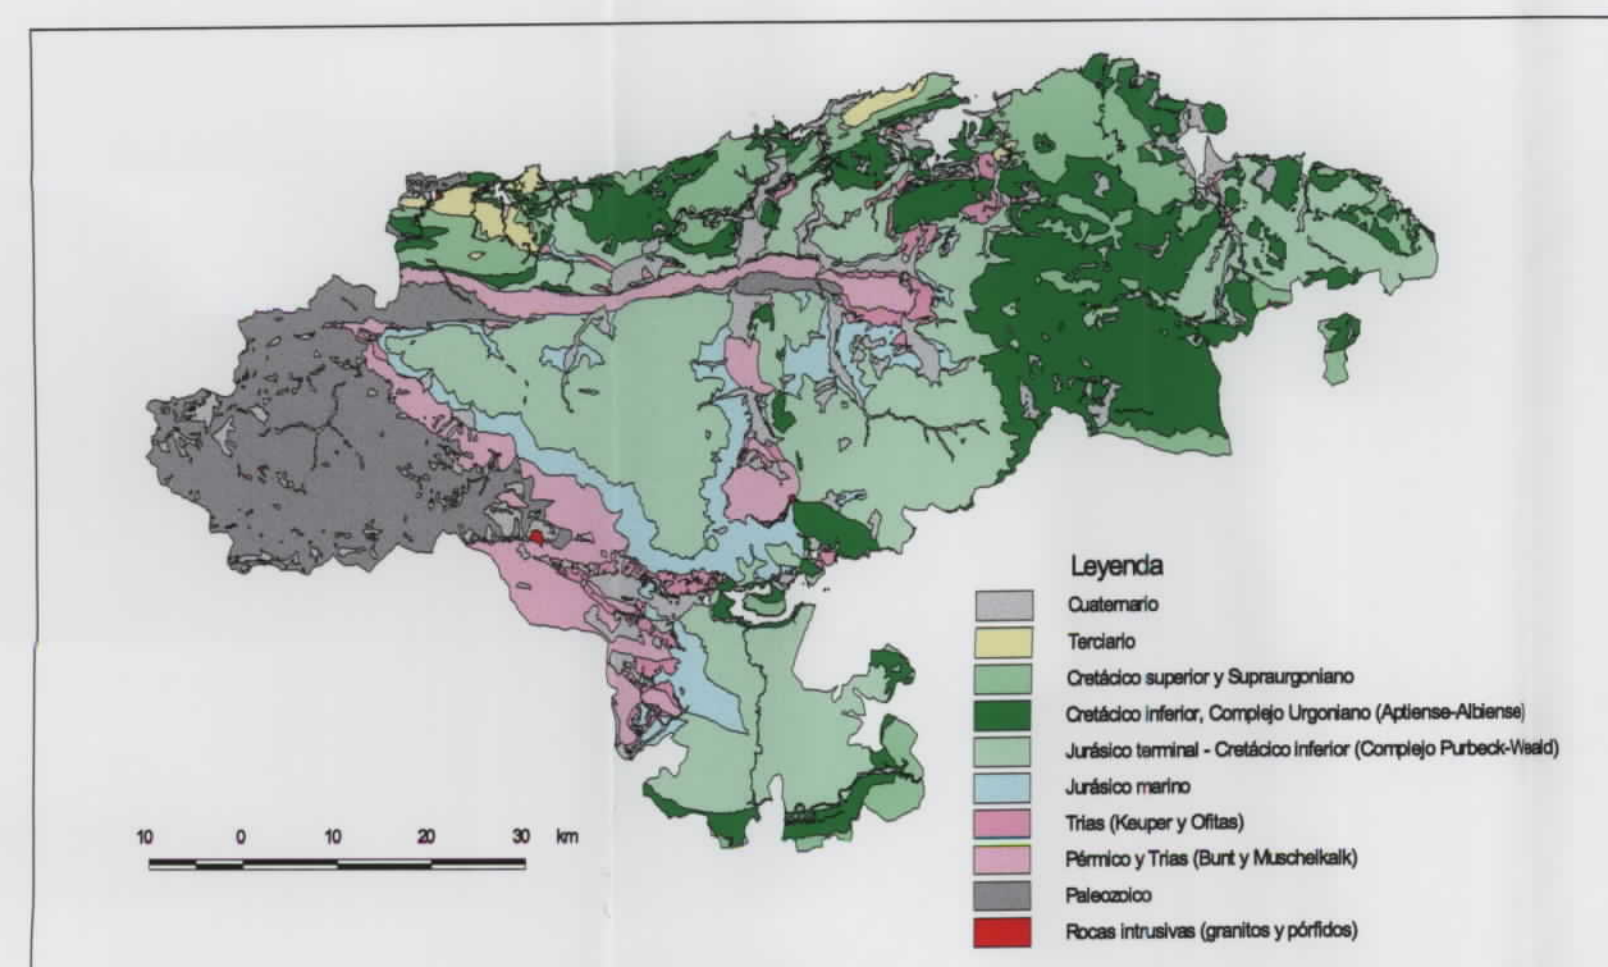 Leyenda
Cuaternario
Terciario
Cretácico superior y Supraurgoniano
Cretácico inferior, Complejo Urgoniano (Aptiense-Albiense)
Jurásico terminal - Cretácico inferior (Complejo Purbeck-Weald)
Jurásico marino
Trias (Keuper y Ofitas)
Pérmico y Trias (Bunt y Muschelkalk)
Paleozoico
Rocas intrusivas (granitos y pórfidos)
10 0 10 20 30 km